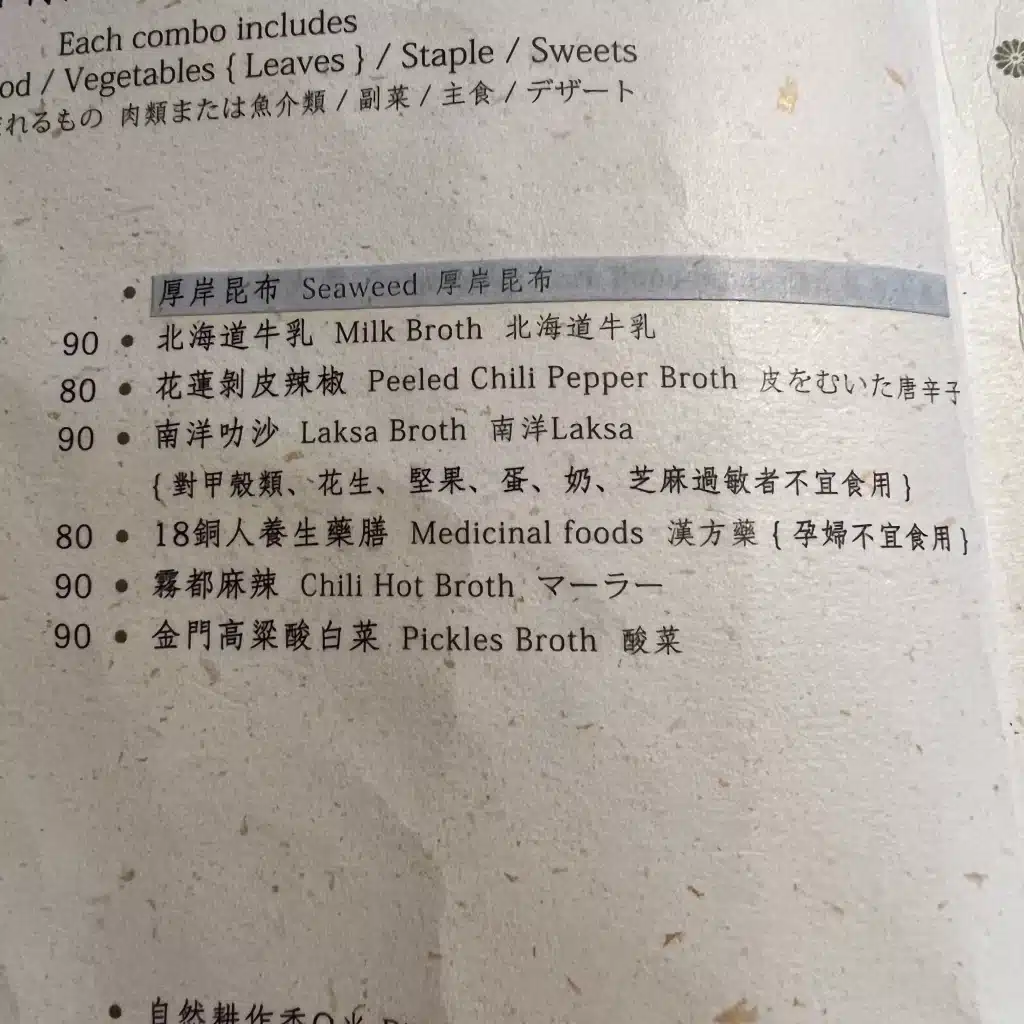 Each combo includes
/ Vegetables { Leaves } / Staple / Sweets
れるもの 肉類または魚介類 / 副菜 / 主食 / デザート
• 厚岸昆布 Seaweed 厚岸昆布
90 • 北海道牛乳 Milk Broth 北海道牛乳
80 • 花蓮剝皮辣椒 Peeled Chili Pepper Broth 皮をむいた唐辛子
90 • 南洋叻沙 Laksa Broth 南洋Laksa
{ 對甲殼類、花生、堅果、蛋、奶、芝麻過敏者不宜食用 }
80 • 18銅人養生藥膳 Medicinal foods 漢方藥 { 孕婦不宜食用 }
90 • 霧都麻辣 Chili Hot Broth マーラー
90 • 金門高粱酸白菜 Pickles Broth 酸菜
• 自然耕作香Q米